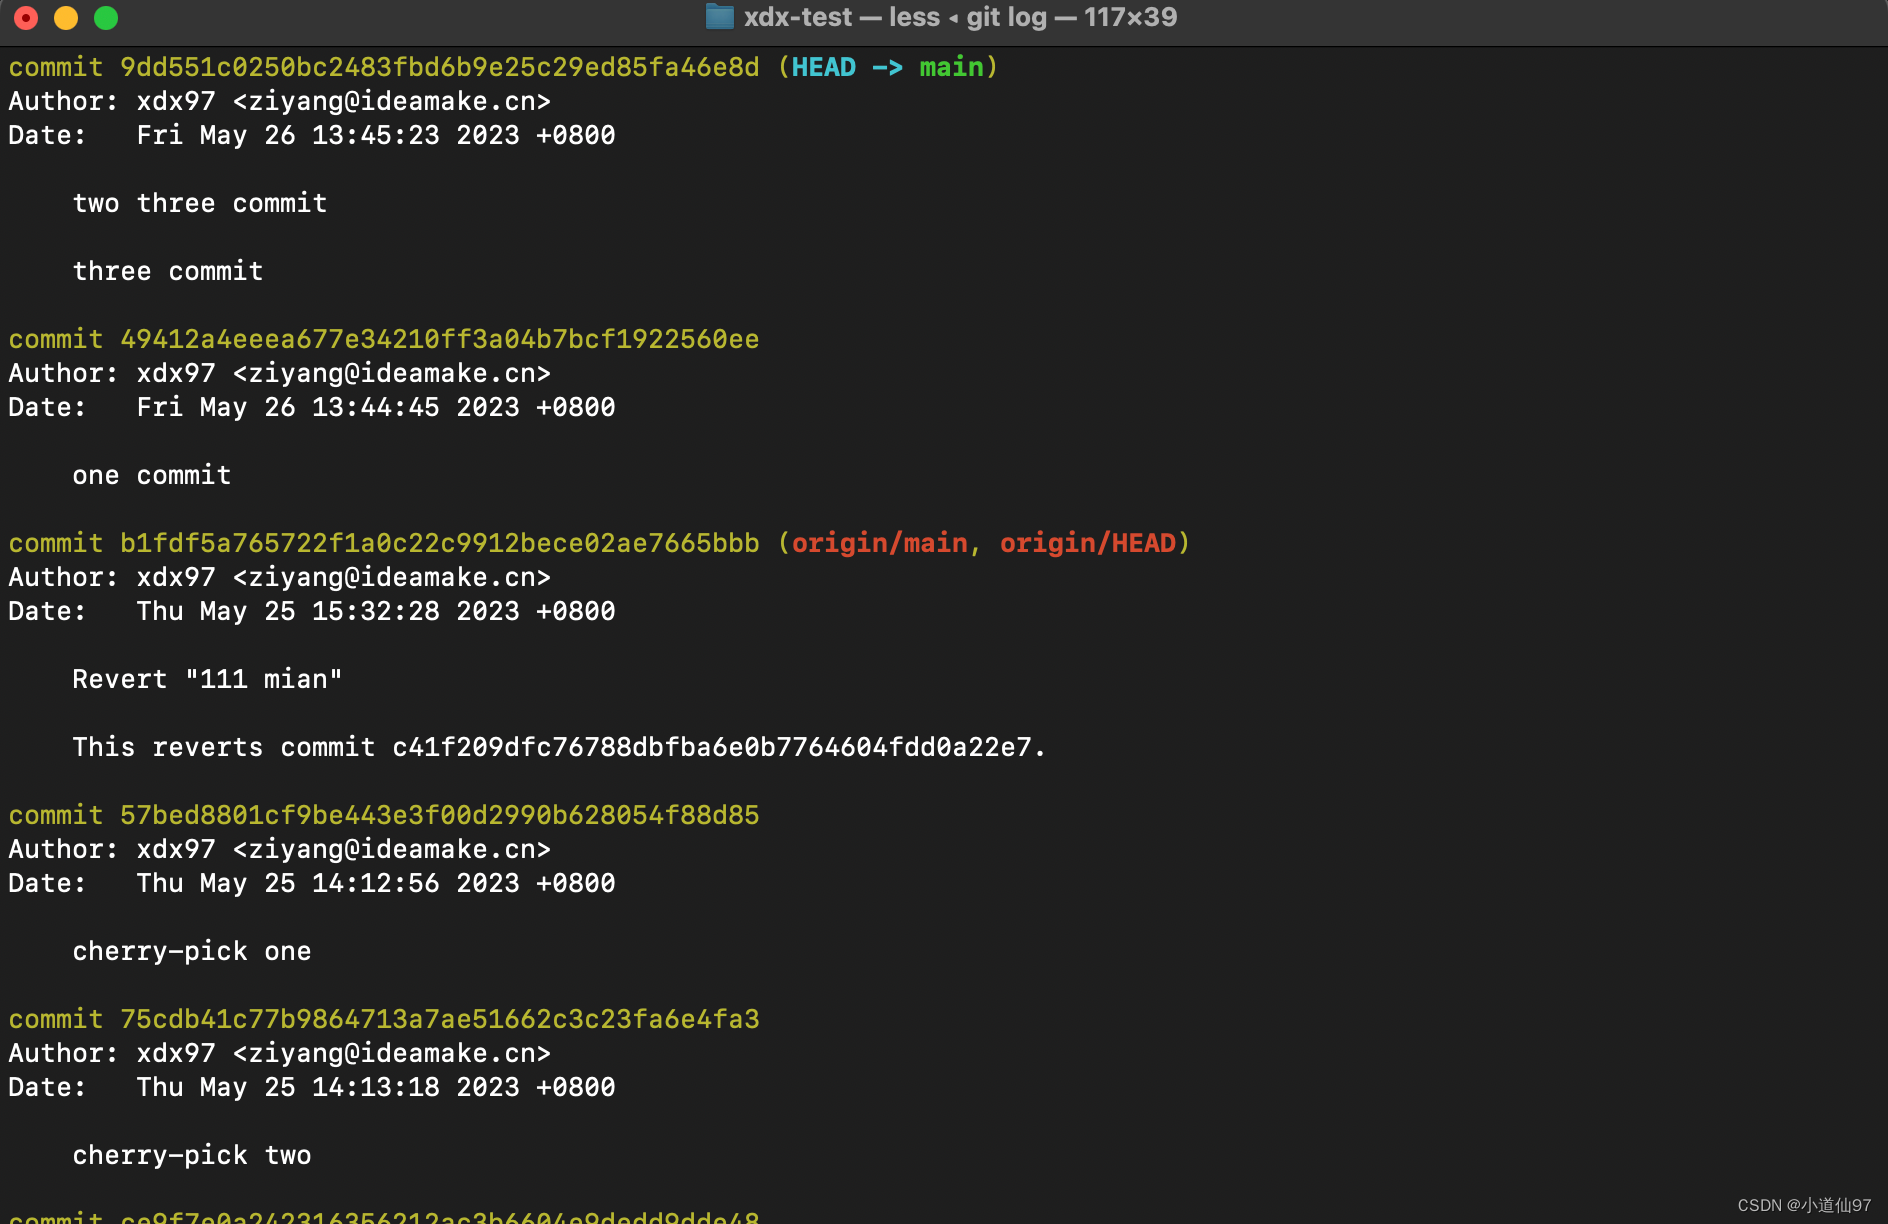 xdx-test — less ◂ git log — 117×39
commit 9dd551c0250bc2483fbd6b9e25c29ed85fa46e8d (HEAD -> main)
Author: xdx97 <ziyang@ideamake.cn>
Date:   Fri May 26 13:45:23 2023 +0800
two three commit
three commit
commit 49412a4eeea677e34210ff3a04b7bcf1922560ee
Author: xdx97 <ziyang@ideamake.cn>
Date:   Fri May 26 13:44:45 2023 +0800
one commit
commit b1fdf5a765722f1a0c22c9912bece02ae7665bbb (origin/main, origin/HEAD)
Author: xdx97 <ziyang@ideamake.cn>
Date:   Thu May 25 15:32:28 2023 +0800
Revert "111 mian"
This reverts commit c41f209dfc76788dbfba6e0b7764604fdd0a22e7.
commit 57bed8801cf9be443e3f00d2990b628054f88d85
Author: xdx97 <ziyang@ideamake.cn>
Date:   Thu May 25 14:12:56 2023 +0800
cherry-pick one
commit 75cdb41c77b9864713a7ae51662c3c23fa6e4fa3
Author: xdx97 <ziyang@ideamake.cn>
Date:   Thu May 25 14:13:18 2023 +0800
cherry-pick two
commit
CSDN @小道仙97